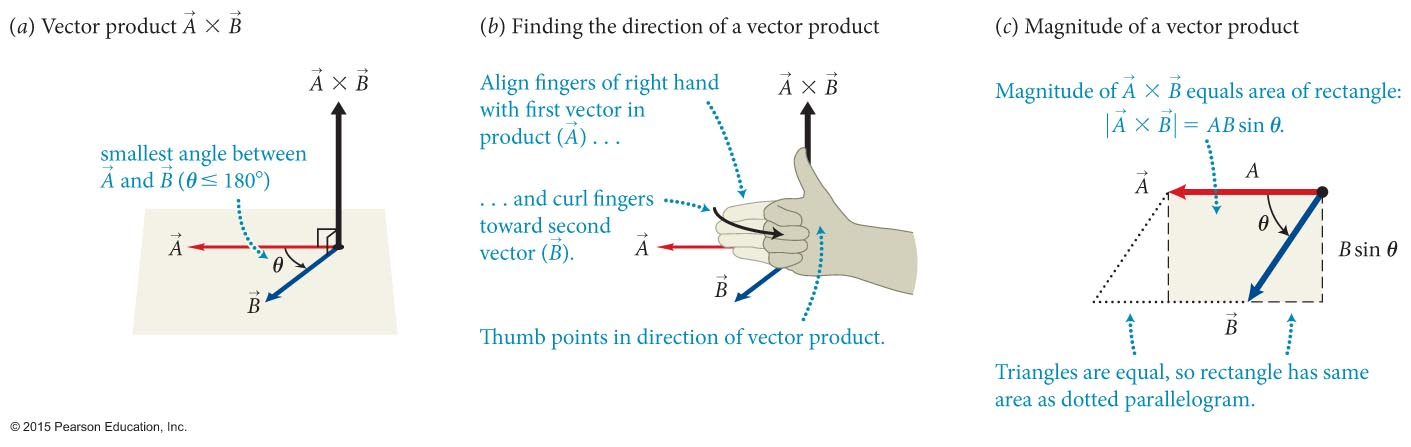 (a) Vector product A⃗ × B⃗
A⃗ × B⃗
smallest angle between
A⃗ and B⃗ (θ ≤ 180°)
A⃗
θ
B⃗
(b) Finding the direction of a vector product
Align fingers of right hand
with first vector in
product (A⃗) . . .
A⃗ × B⃗
. . . and curl fingers
toward second
vector (B⃗).
A⃗
B⃗
Thumb points in direction of vector product.
(c) Magnitude of a vector product
Magnitude of A⃗ × B⃗ equals area of rectangle:
|A⃗ × B⃗| = AB sin θ.
A⃗
A
θ
B sin θ
B⃗
Triangles are equal, so rectangle has same
area as dotted parallelogram.
© 2015 Pearson Education, Inc.